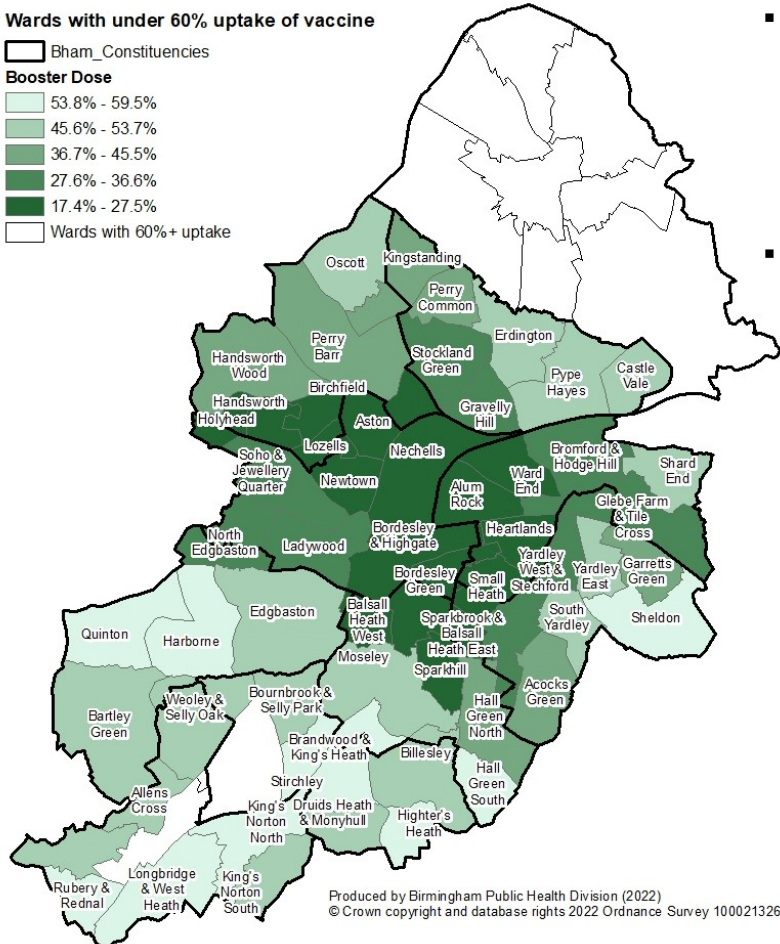 Wards with under 60% uptake of vaccine
Bham_Constituencies
Booster Dose
53.8% - 59.5%
45.6% - 53.7%
36.7% - 45.5%
27.6% - 36.6%
17.4% - 27.5%
Wards with 60%+ uptake
Oscott
Kingstanding
Perry
Common
Erdington
Perry
Barr
Handsworth
Wood
Stockland
Green
Pype
Hayes
Castle
Vale
Birchfield
Handsworth
Holyhead
Aston
Gravelly
Hill
Lozells
Nechells
Soho &
Jewellery
Quarter
Newtown
Alum
Rock
Ward
End
Bromford &
Hodge Hill
Shard
End
Glebe Farm
& Tile
Cross
North
Edgbaston
Ladywood
Bordesley
& Highgate
Heartlands
Bordesley
Green
Small
Heath
Yardley
West &
Stechford
Yardley
East
Garretts
Green
Quinton
Harborne
Edgbaston
Balsall
Heath
West
Sparkbrook &
Balsall
Heath East
South
Yardley
Sheldon
Moseley
Sparkhill
Bartley
Green
Weoley &
Selly Oak
Bournbrook &
Selly Park
Hall
Green
North
Acocks
Green
Brandwood &
King's Heath
Billesley
Stirchley
Hall
Green
South
Allens
Cross
King's
Norton
North
Druids Heath
& Monyhull
Highter's
Heath
Rubery &
Rednal
Longbridge
& West
Heath
King's
Norton
South
Produced by Birmingham Public Health Division (2022)
© Crown copyright and database rights 2022 Ordnance Survey 100021326